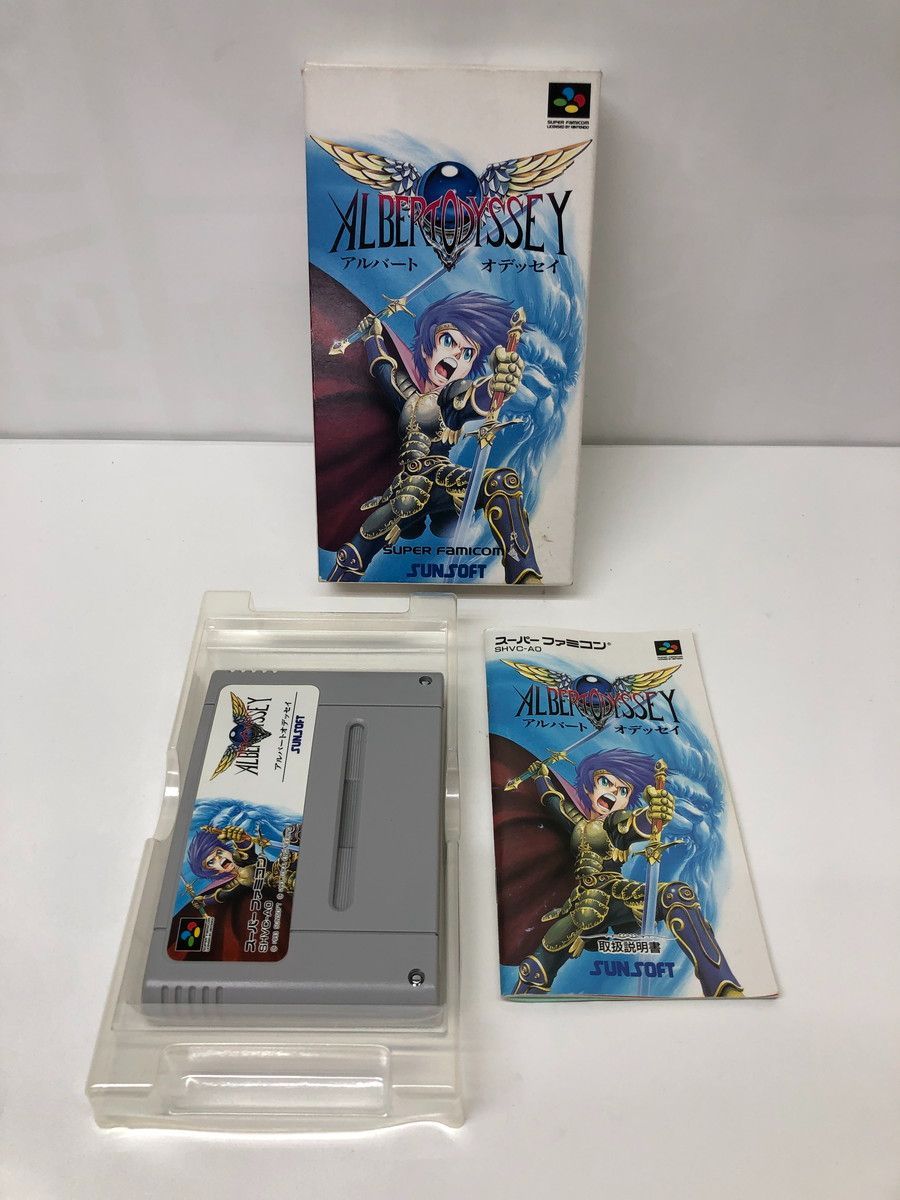 SUPER FAMICOM
LICENSED BY NINTENDO
ALBERT ODYSSEY
アルバート オデッセイ
SUPER FAMICOM
SUNSOFT
ALBERT ODYSSEY
アルバートオデッセイ
SUNSOFT
スーパーファミコン
SHVC-AO
スーパーファミコン®
SHVC-AO
ALBERT ODYSSEY
アルバート オデッセイ
取扱説明書
SUNSOFT